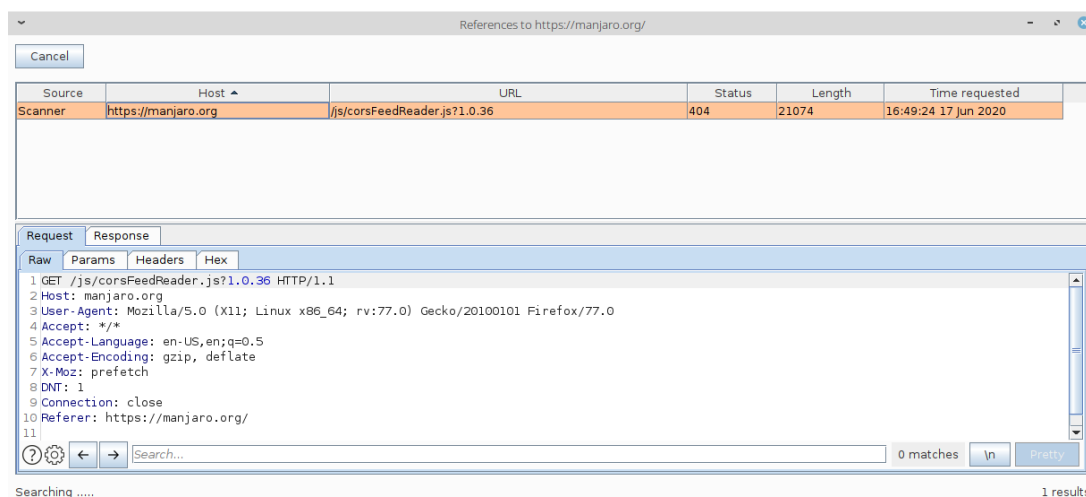 References to https://manjaro.org/
Cancel
Source Host URL Status Length Time requested
Scanner https://manjaro.org /js/corsFeedReader.js?1.0.36 404 21074 16:49:24 17 Jun 2020
Request Response
Raw Params Headers Hex
1 GET /js/corsFeedReader.js?1.0.36 HTTP/1.1
2 Host: manjaro.org
3 User-Agent: Mozilla/5.0 (X11; Linux x86_64; rv:77.0) Gecko/20100101 Firefox/77.0
4 Accept: */*
5 Accept-Language: en-US,en;q=0.5
6 Accept-Encoding: gzip, deflate
7 X-Moz: prefetch
8 DNT: 1
9 Connection: close
10 Referer: https://manjaro.org/
11
Search... 0 matches \n Pretty
Searching ..... 1 results